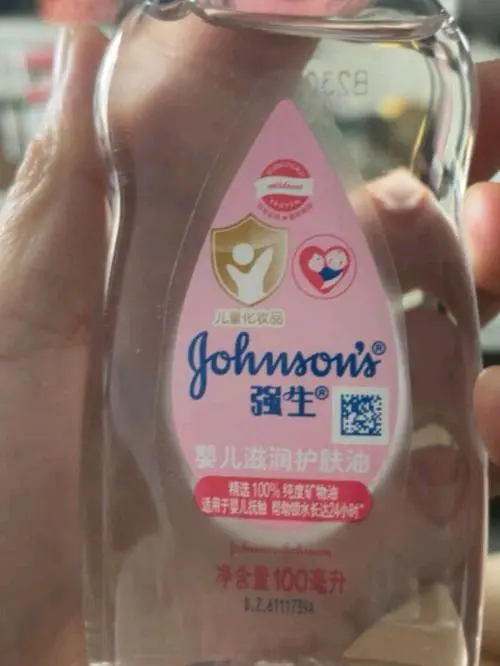 儿童化妆品
Johnson's®
强生®
婴儿滋润护肤油
精选100%纯度矿物油
适用于婴儿抚触 帮助锁水长达24小时*
Johnson & Johnson
净含量100毫升